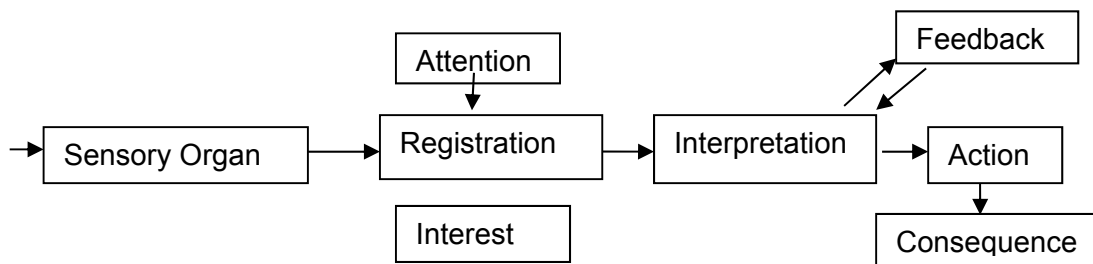 Feedback
Attention
Sensory Organ
Registration
Interpretation
Action
Interest
Consequence